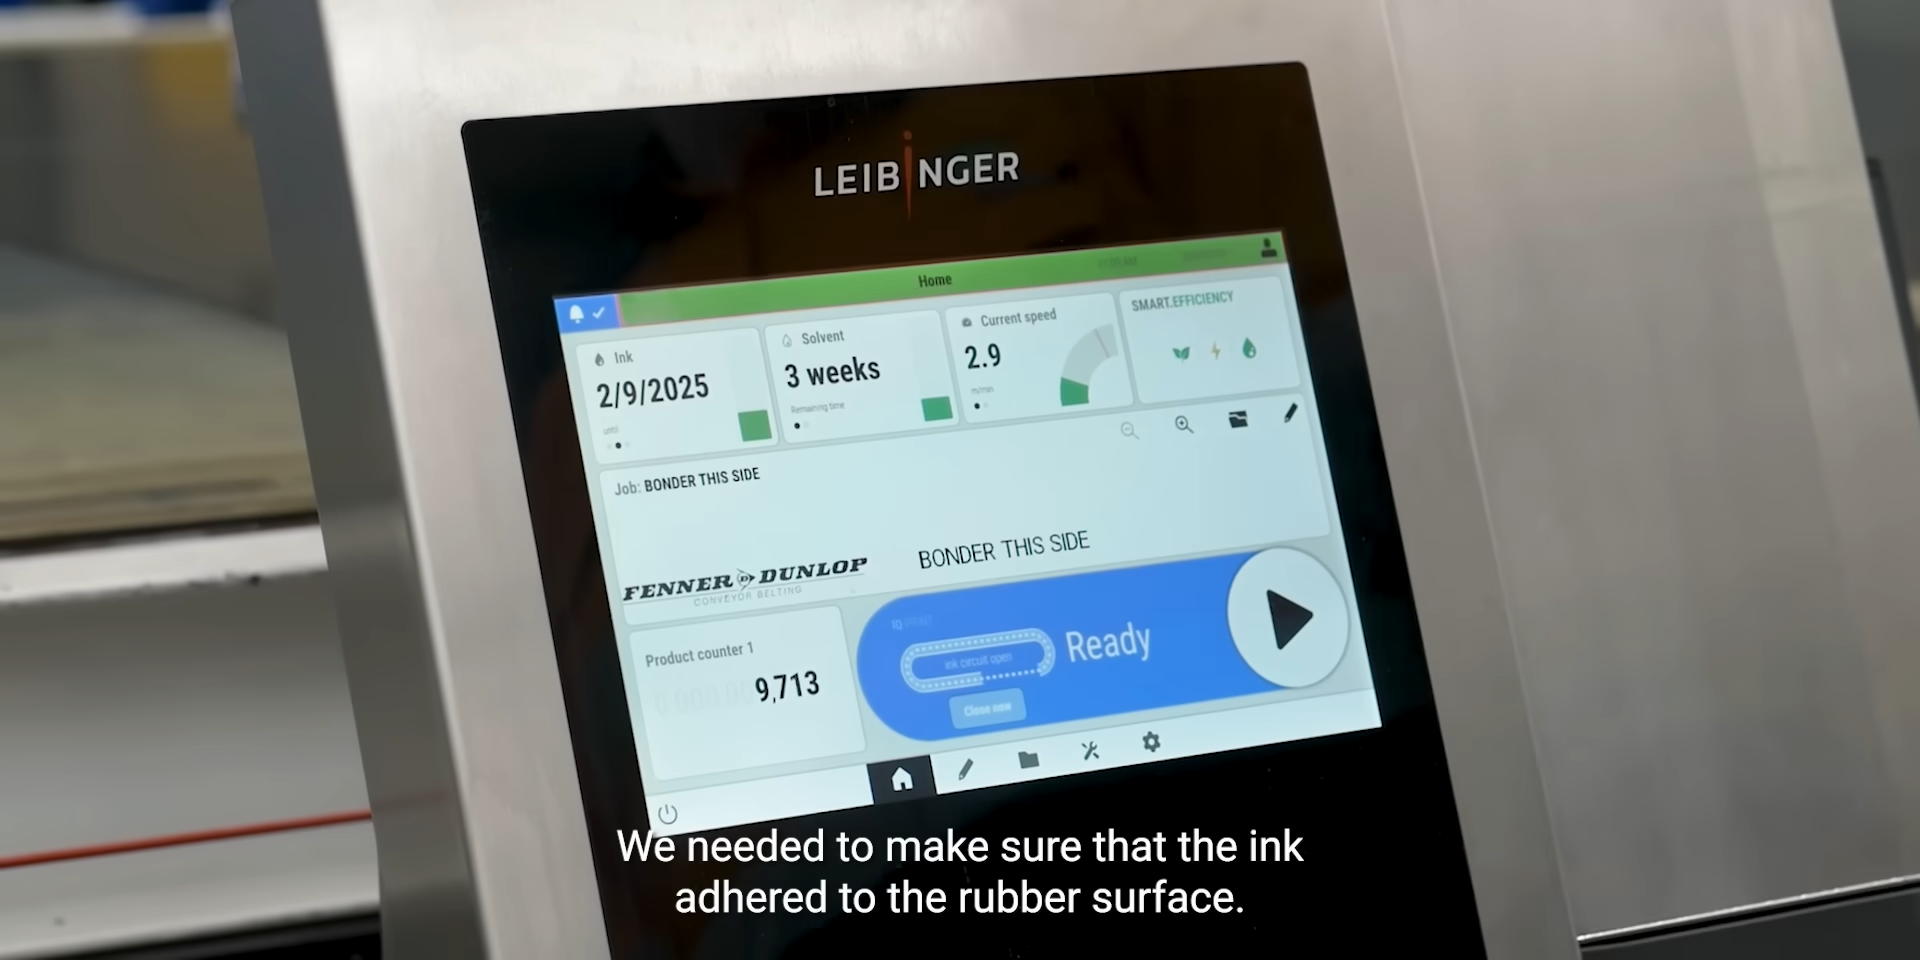 LEIBINGER
Home
Ink
2/9/2025
until
Solvent
3 weeks
Remaining time
Current speed
2.9
m/min
SMART.EFFICIENCY
Job: BONDER THIS SIDE
FENNER D DUNLOP
CONVEYOR BELTING
BONDER THIS SIDE
Product counter 1
9,713
ink circuit open
Ready
Close now
We needed to make sure that the ink
adhered to the rubber surface.